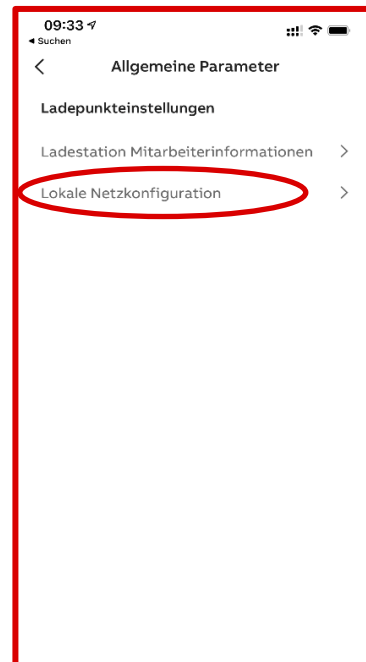 09:33
Suchen
Allgemeine Parameter
Ladepunkteinstellungen
Ladestation Mitarbeiterinformationen
Lokale Netzkonfiguration